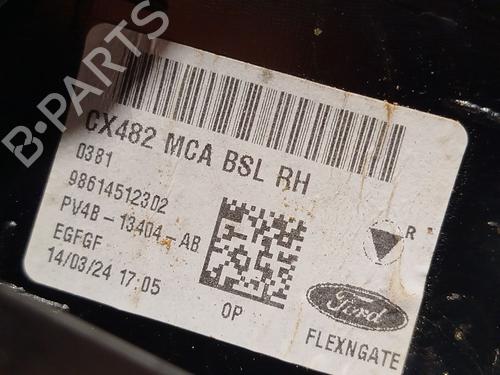 B-PARTS
CX482 MCA BSL RH
0381
98614512302
PV4B-13404-AB
EGFGF
14/03/24 17:05
OP
R
Ford
FLEXNGATE